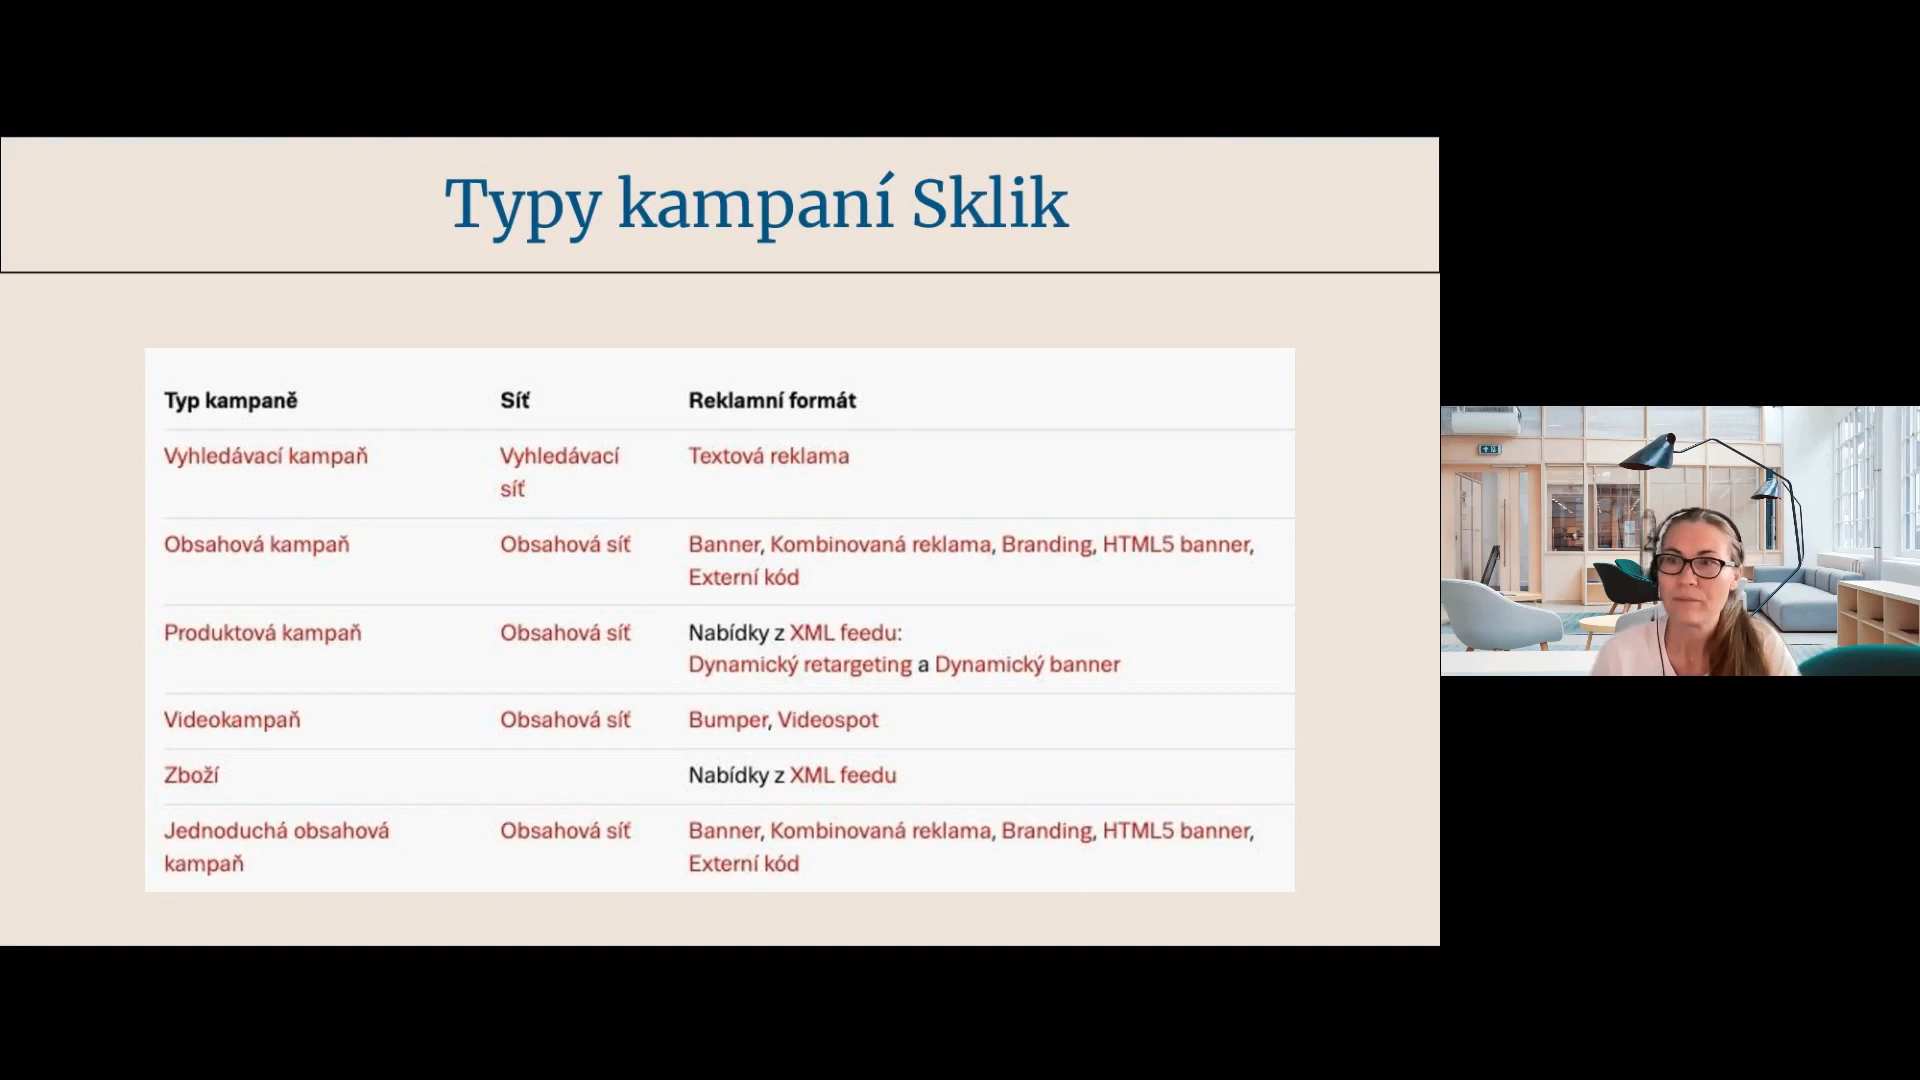 Typy kampaní Sklik
Typ kampaně Síť Reklamní formát
Vyhledávací kampaň Vyhledávací síť Textová reklama
Obsahová kampaň Obsahová síť Banner, Kombinovaná reklama, Branding, HTML5 banner,
Externí kód
Produktová kampaň Obsahová síť Nabídky z XML feedu:
Dynamický retargeting a Dynamický banner
Videokampaň Obsahová síť Bumper, Videospot
Zboží Nabídky z XML feedu
Jednoduchá obsahová kampaň Obsahová síť Banner, Kombinovaná reklama, Branding, HTML5 banner,
Externí kód